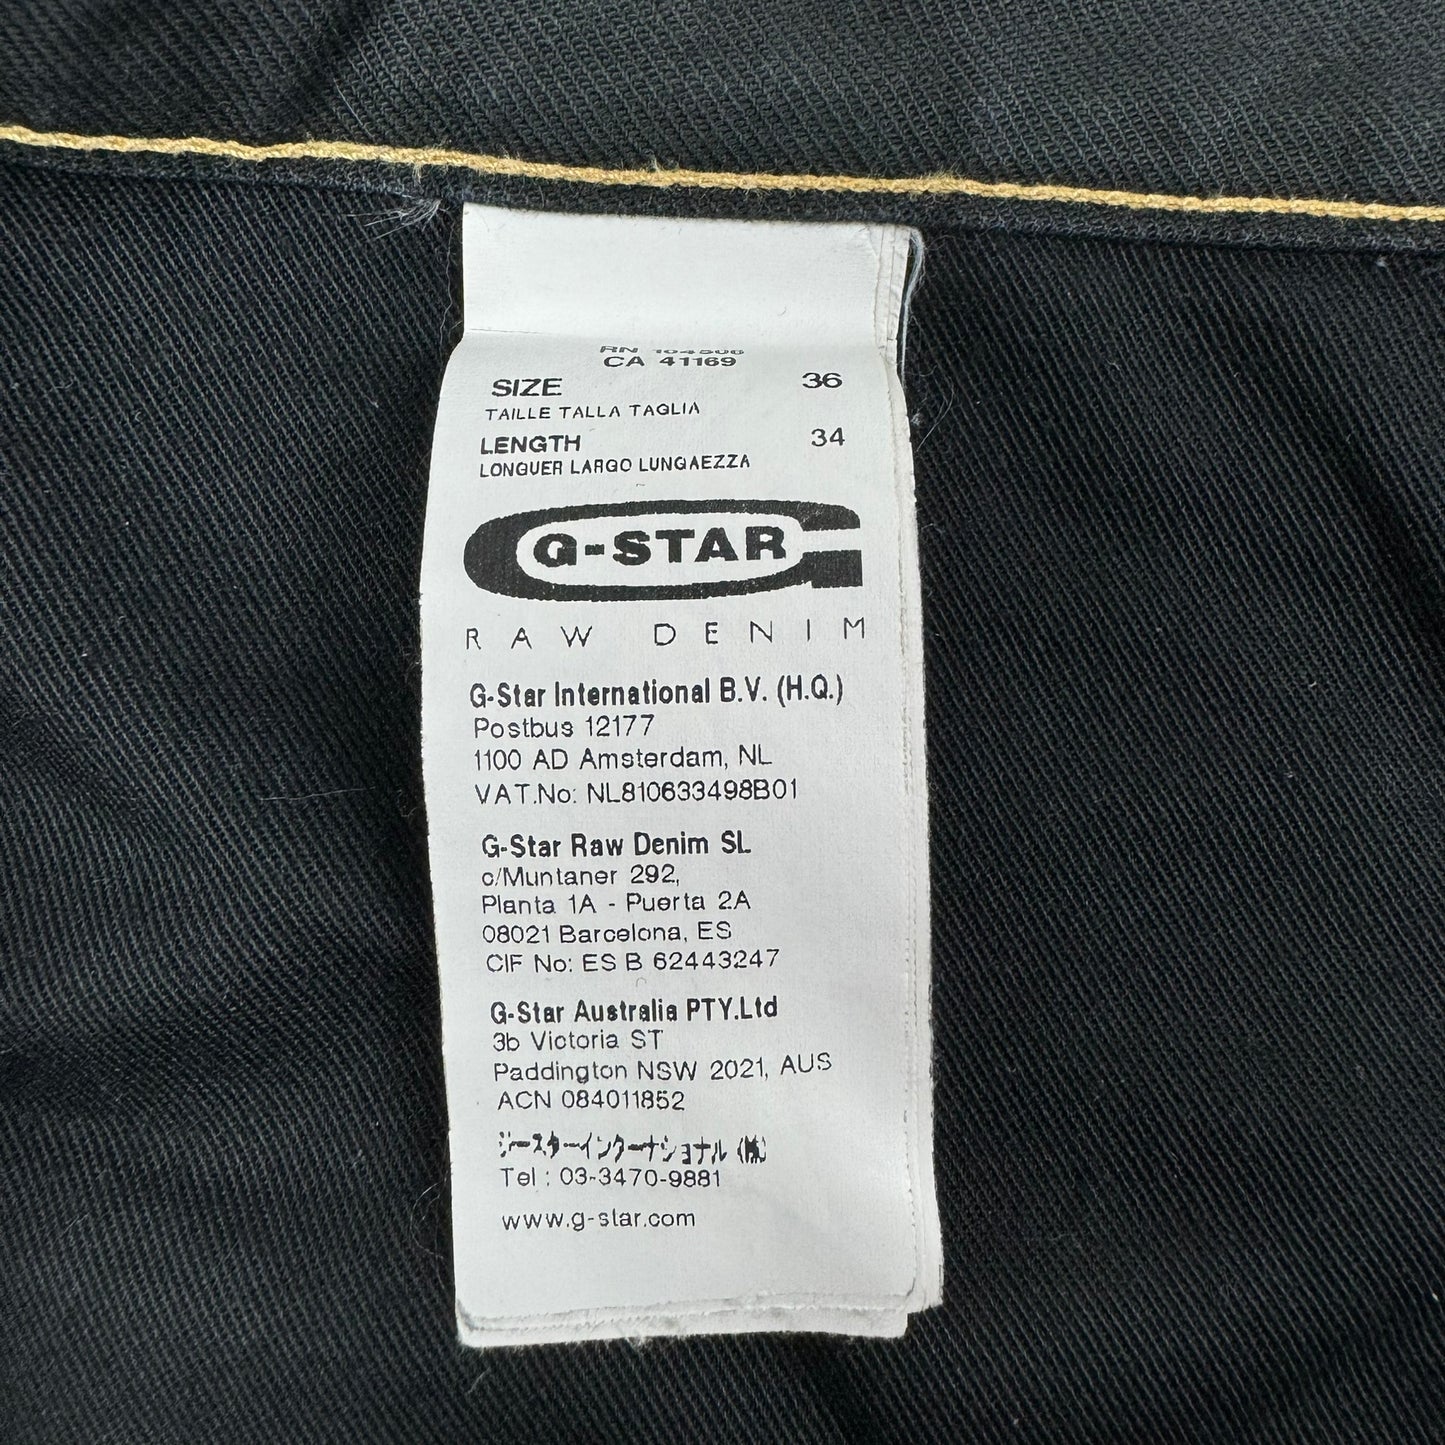 RN 104506
CA 41169
SIZE 36
TAILLE TALLA TAGLIA
LENGTH 34
LONGUER LARGO LUNGAEZZA
G-STAR
RAW DENIM
G-Star International B.V. (H.Q.)
Postbus 12177
1100 AD Amsterdam, NL
VAT.No: NL810633498B01
G-Star Raw Denim SL
c/Muntaner 292,
Planta 1A - Puerta 2A
08021 Barcelona, ES
CIF No: ES B 62443247
G-Star Australia PTY.Ltd
3b Victoria ST
Paddington NSW 2021, AUS
ACN 084011852
ジースターインターナショナル (株)
Tel : 03-3470-9881
www.g-star.com